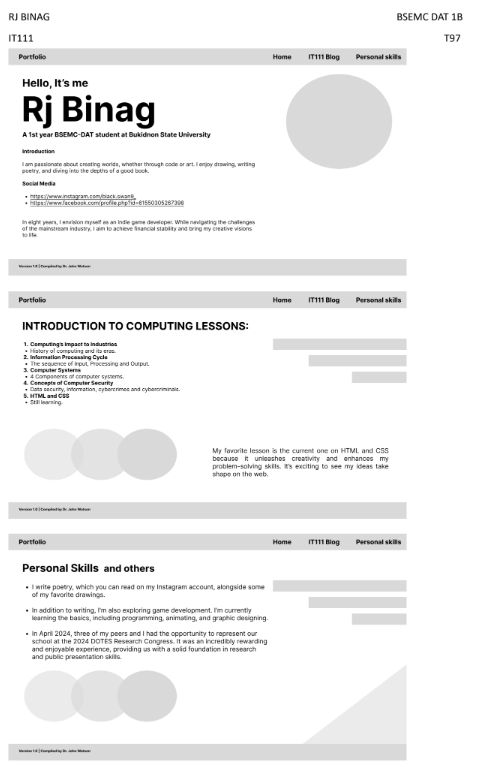 RJ BINAG BSEMC DAT 1B
IT111 T97
Portfolio Home IT111 Blog Personal skills
Hello, It's me
Rj Binag
A 1st year BSEMC-DAT student at Bukidnon State University
Introduction
I am passionate about creating worlds, whether through code or art. I enjoy drawing, writing
poetry, and diving into the depths of a good book.
Social Media
• https://www.instagram.com/block.swan9_
• https://www.facebook.com/profile.php?id=61550305287398
In eight years, I envision myself as an indie game developer. While navigating the challenges
of the mainstream industry, I aim to achieve financial stability and bring my creative visions
to life.
Version 1.0 | Compiled by Dr. John Watson
Portfolio Home IT111 Blog Personal skills
INTRODUCTION TO COMPUTING LESSONS:
1. Computing's Impact to Industries
• History of computing and its eras.
2. Information Processing Cycle
• The sequence of Input, Processing and Output.
3. Computer Systems
• 4 Components of computer systems.
4. Concepts of Computer Security
• Data security, information, cybercrimes and cybercriminals.
5. HTML and CSS
• Still learning.
My favorite lesson is the current one on HTML and CSS
because it unleashes creativity and enhances my
problem-solving skills. It's exciting to see my ideas take
shape on the web.
Version 1.0 | Compiled by Dr. John Watson
Portfolio Home IT111 Blog Personal skills
Personal Skills and others
• I write poetry, which you can read on my Instagram account, alongside some
of my favorite drawings.
• In addition to writing, I'm also exploring game development. I'm currently
learning the basics, including programming, animating, and graphic designing.
• In April 2024, three of my peers and I had the opportunity to represent our
school at the 2024 DOTES Research Congress. It was an incredibly rewarding
and enjoyable experience, providing us with a solid foundation in research
and public presentation skills.
Version 1.0 | Compiled by Dr. John Watson